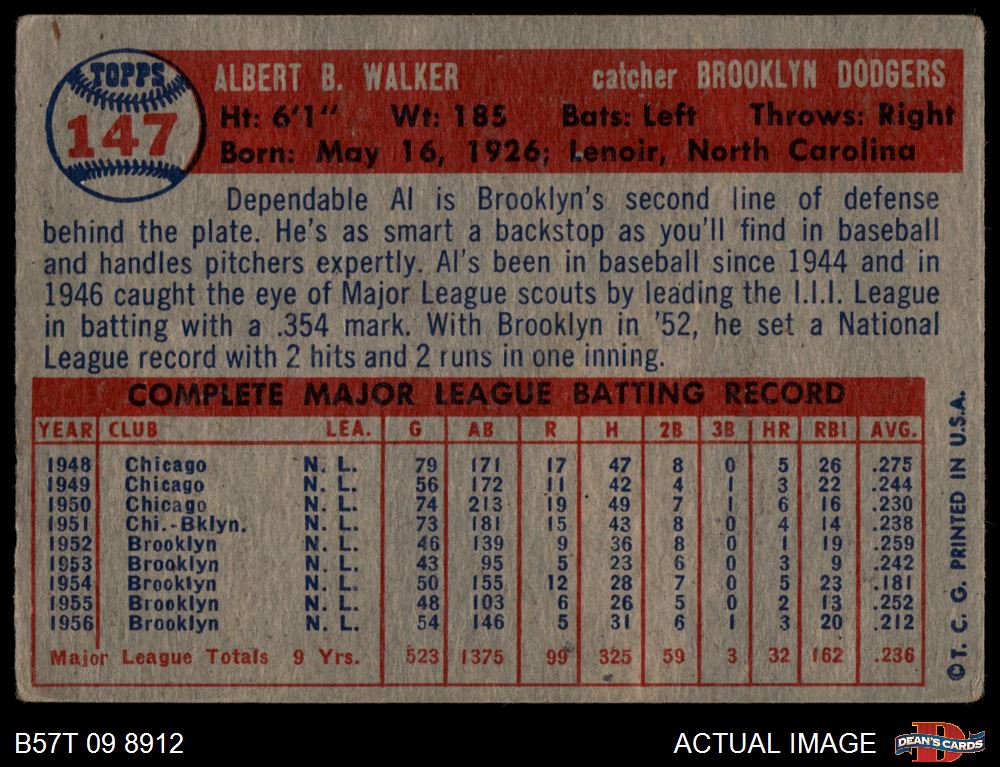 TOPPS
147
ALBERT B. WALKER catcher BROOKLYN DODGERS
Ht: 6'1" Wt: 185 Bats: Left Throws: Right
Born: May 16, 1926; Lenoir, North Carolina
Dependable Al is Brooklyn's second line of defense
behind the plate. He's as smart a backstop as you'll find in baseball
and handles pitchers expertly. Al's been in baseball since 1944 and in
1946 caught the eye of Major League scouts by leading the I.I.I. League
in batting with a .354 mark. With Brooklyn in '52, he set a National
League record with 2 hits and 2 runs in one inning.
COMPLETE MAJOR LEAGUE BATTING RECORD
YEAR CLUB LEA. G AB R H 2B 3B HR RBI AVG.
1948 Chicago N. L. 79 171 17 47 8 0 5 26 .275
1949 Chicago N. L. 56 172 11 42 4 1 3 22 .244
1950 Chicago N. L. 74 213 19 49 7 1 6 16 .230
1951 Chi.-Bklyn. N. L. 73 181 15 43 8 0 4 14 .238
1952 Brooklyn N. L. 46 139 9 36 8 0 1 19 .259
1953 Brooklyn N. L. 43 95 5 23 6 0 3 9 .242
1954 Brooklyn N. L. 50 155 12 28 7 0 5 23 .181
1955 Brooklyn N. L. 48 103 6 26 5 0 2 13 .252
1956 Brooklyn N. L. 54 146 5 31 6 1 3 20 .212
Major League Totals 9 Yrs. 523 1375 99 325 59 3 32 162 .236
©T. C. G. PRINTED IN U.S.A.
B57T 09 8912 ACTUAL IMAGE
DEAN'S CARDS